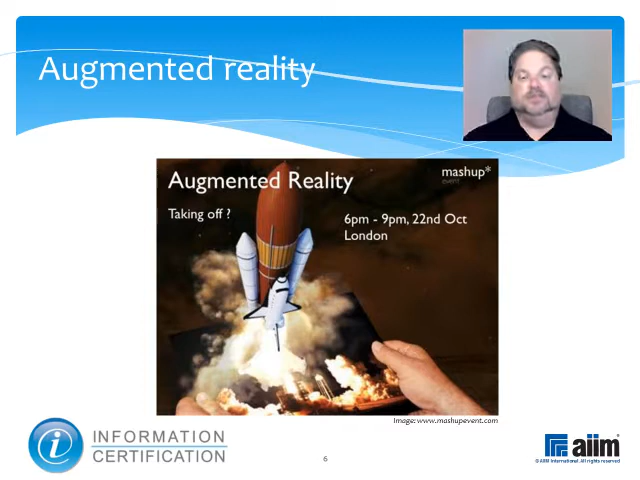 Augmented reality
Augmented Reality
mashup*
event
Taking off ?
6pm - 9pm, 22nd Oct
London
Image: www.mashupevent.com
i
INFORMATION
CERTIFICATION
6
aiim
© AIIM International. All rights reserved